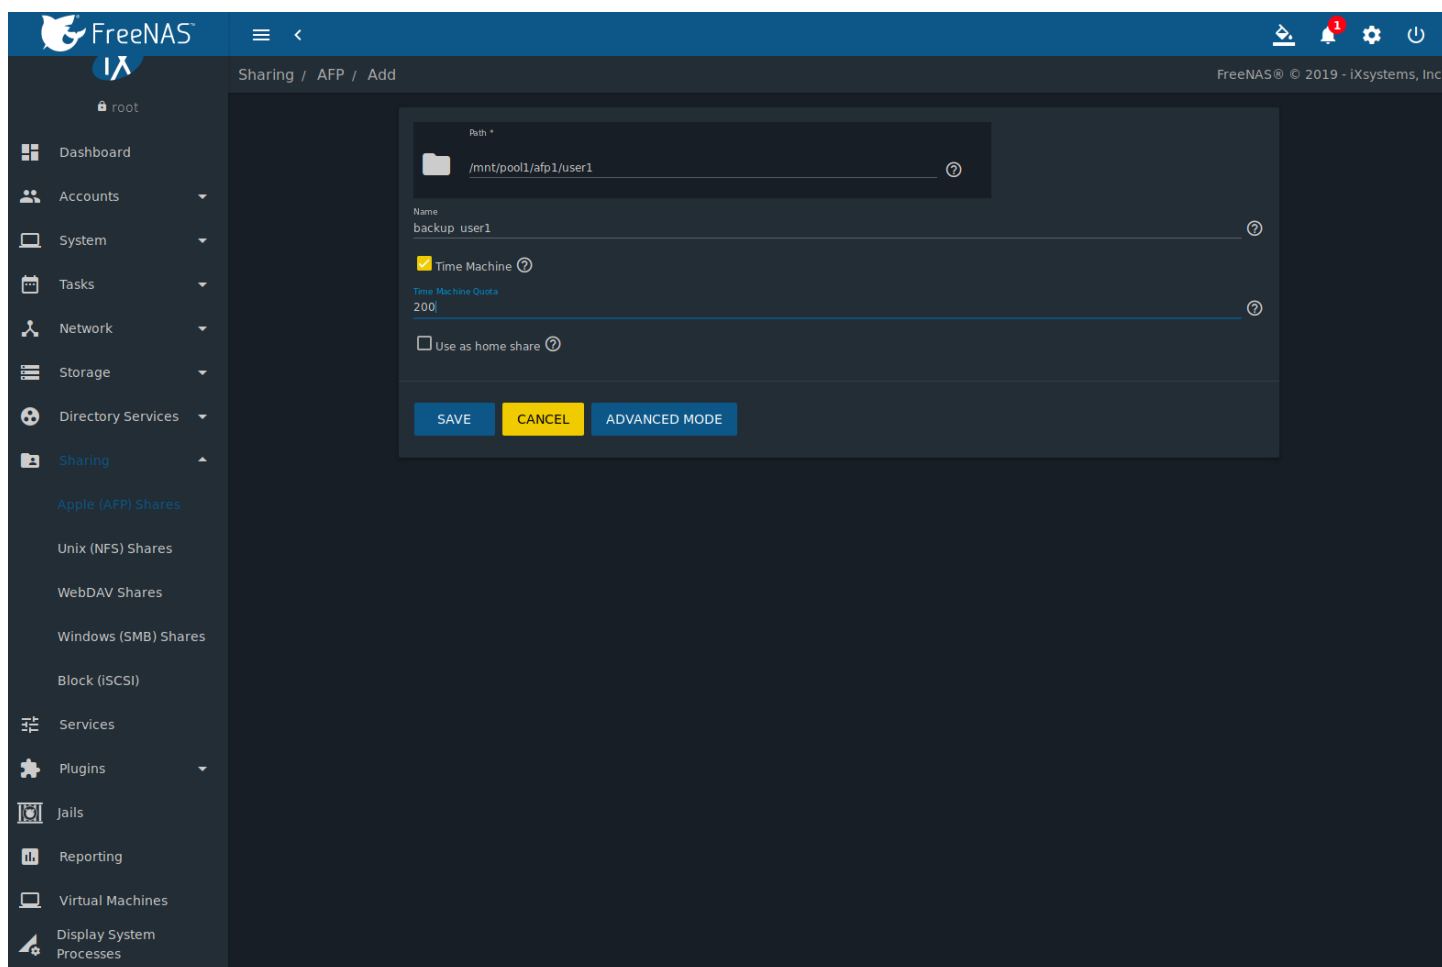 FreeNAS
1
iX
root
Sharing / AFP / Add
FreeNAS® © 2019 - iXsystems, Inc
Dashboard
Accounts
System
Tasks
Network
Storage
Directory Services
Sharing
Apple (AFP) Shares
Unix (NFS) Shares
WebDAV Shares
Windows (SMB) Shares
Block (iSCSI)
Services
Plugins
Jails
Reporting
Virtual Machines
Display System
Processes
Path *
/mnt/pool1/afp1/user1
Name
backup_user1
Time Machine
Time Machine Quota
200
Use as home share
SAVE
CANCEL
ADVANCED MODE